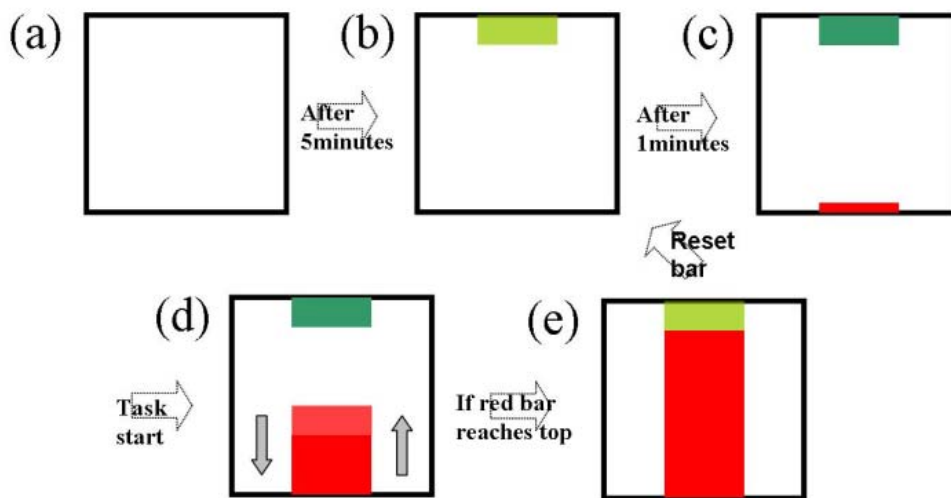 (a)
(b)
(c)
After
5minutes
After
1minutes
Reset
bar
(d)
(e)
Task
start
If red bar
reaches top